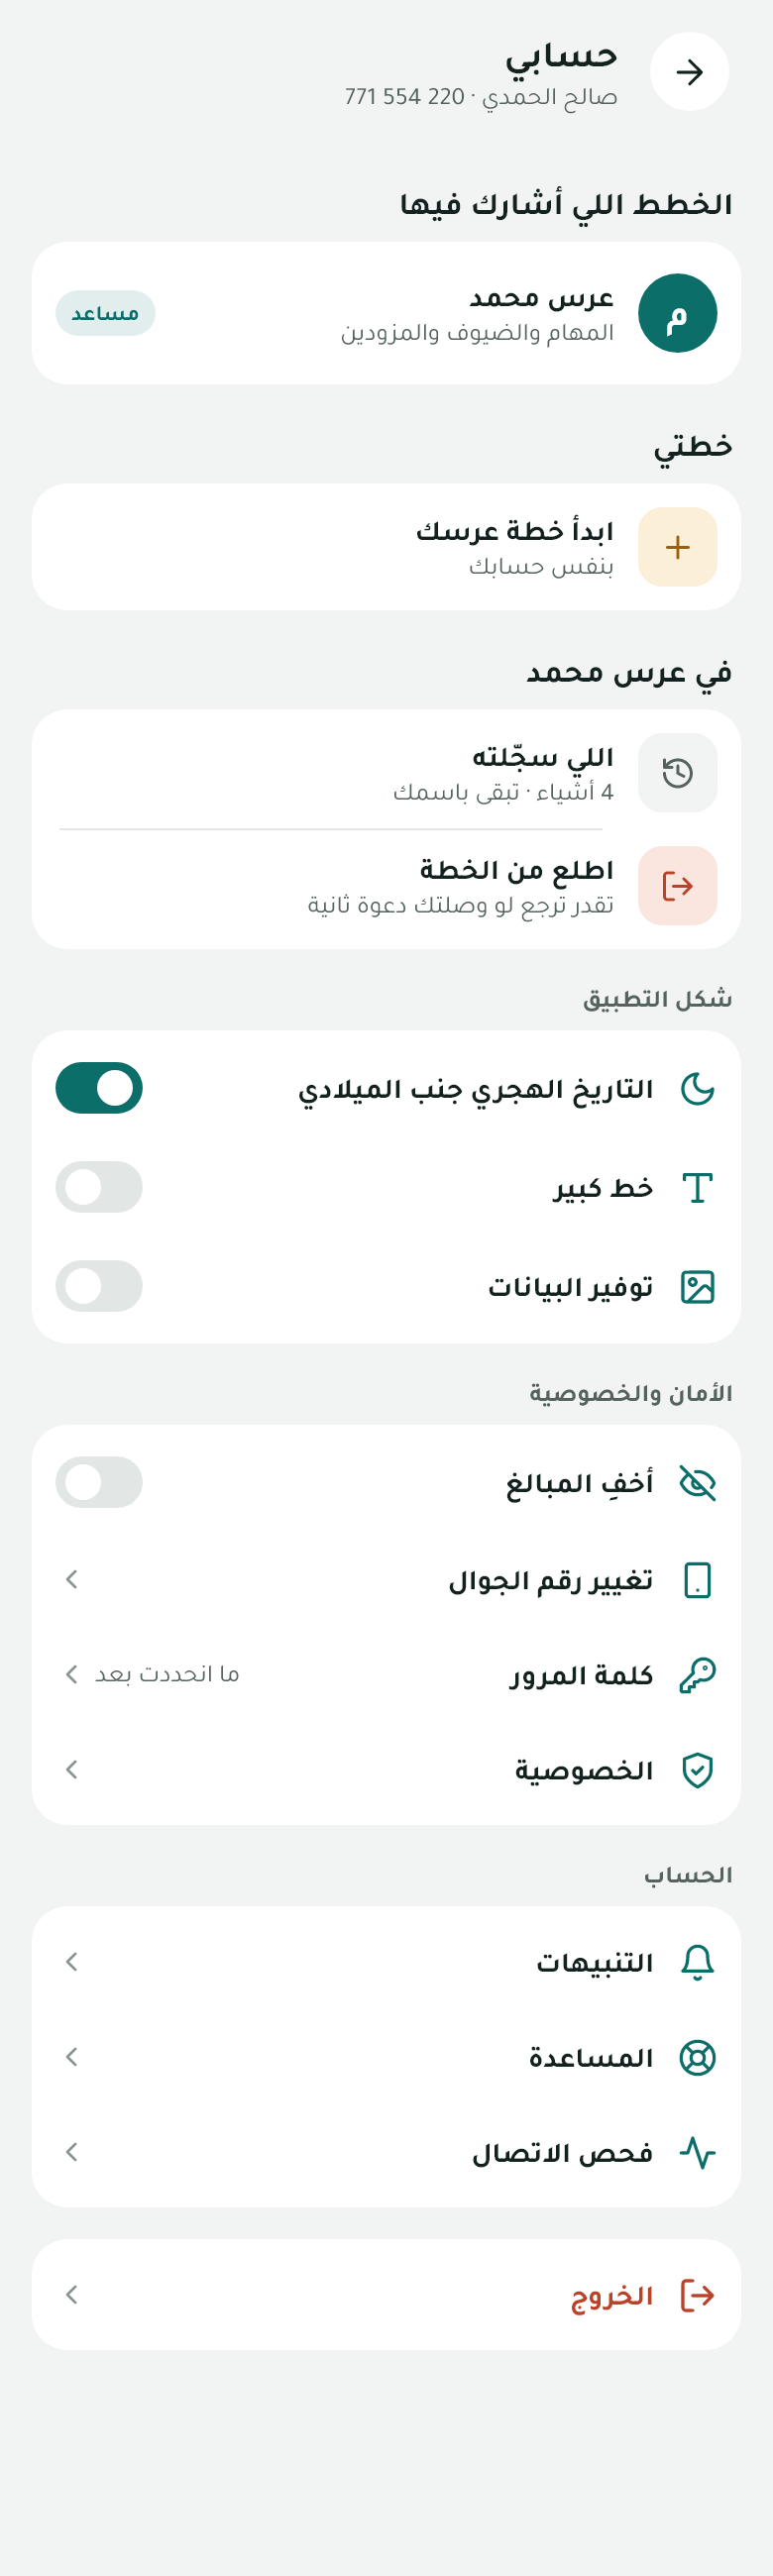 حسابي
صالح الحمدي · 220 554 771
الخطط اللي أشارك فيها
م
عرس محمد
مساعد
المهام والضيوف والمزودين
خطتي
ابدأ خطة عرسك
بنفس حسابك
في عرس محمد
اللي سجّلته
4 أشياء · تبقى باسمك
اطلع من الخطة
تقدر ترجع لو وصلتك دعوة ثانية
شكل التطبيق
التاريخ الهجري جنب الميلادي
خط كبير
توفير البيانات
الأمان والخصوصية
أخفِ المبالغ
تغيير رقم الجوال
كلمة المرور
ما انحددت بعد
الخصوصية
الحساب
التنبيهات
المساعدة
فحص الاتصال
الخروج